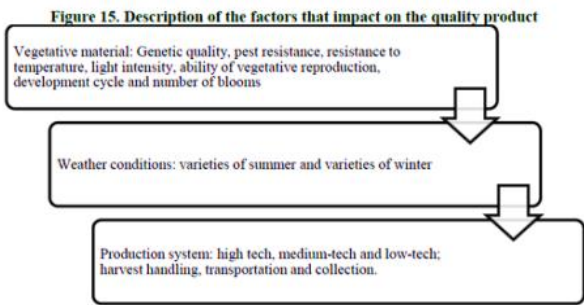 Figure 15. Description of the factors that impact on the quality product
Vegetative material: Genetic quality, pest resistance, resistance to
temperature, light intensity, ability of vegetative reproduction,
development cycle and number of blooms
Weather conditions: varieties of summer and varieties of winter
Production system: high tech, medium-tech and low-tech;
harvest handling, transportation and collection.